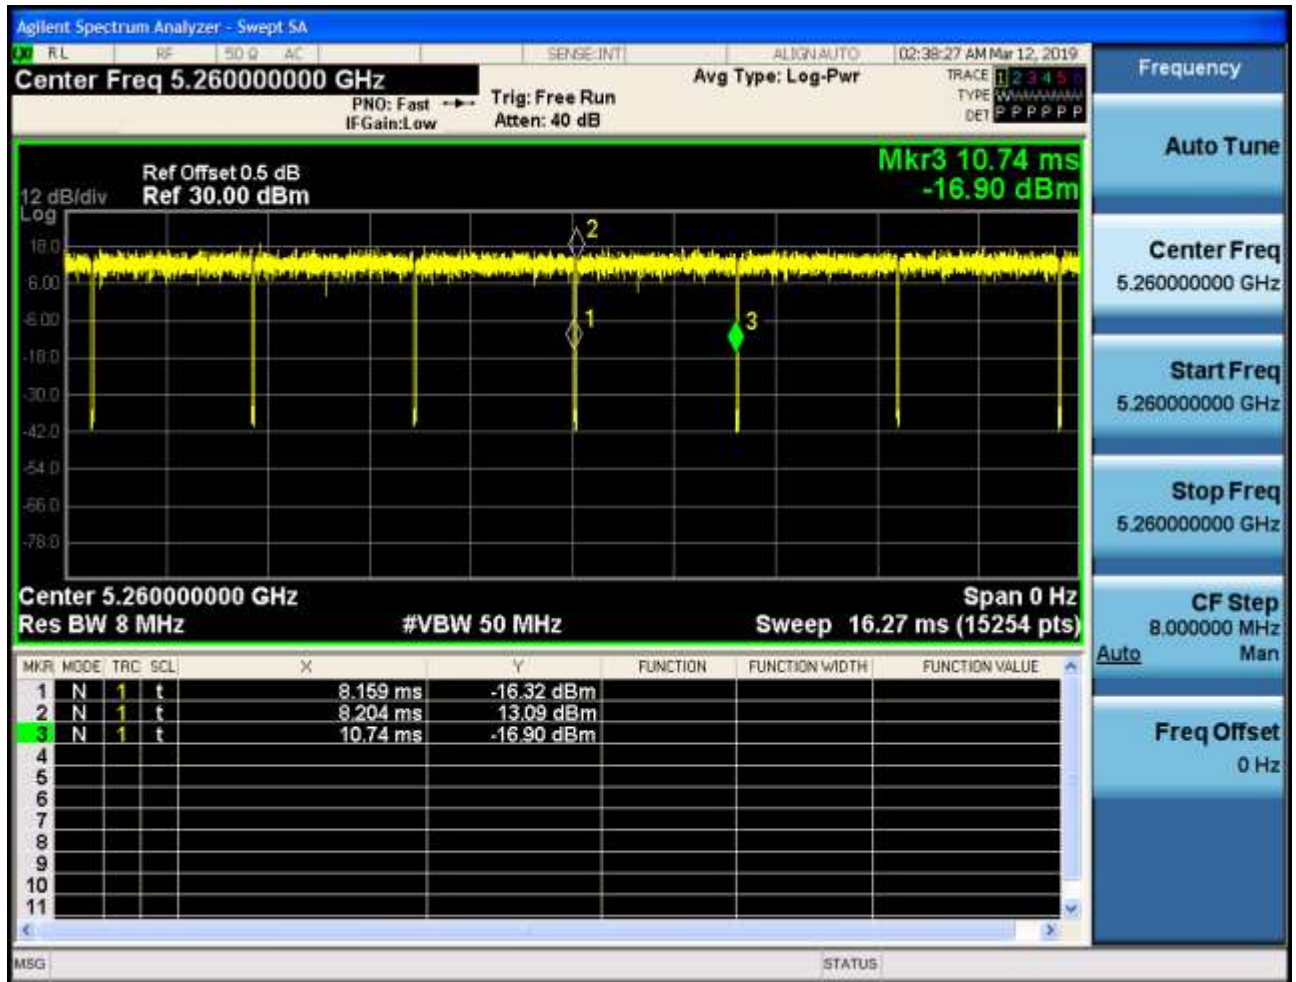 Agilent Spectrum Analyzer - Swept SA
RL RF 50 Ω AC SENSE:INT ALIGN AUTO 02:38:27 AM Mar 12, 2019
Center Freq 5.260000000 GHz
PNO: Fast
IFGain:Low
Trig: Free Run
Atten: 40 dB
Avg Type: Log-Pwr
TRACE 1 2 3 4 5 6
TYPE
DET P P P P P P
Mkr3 10.74 ms
-16.90 dBm
Ref Offset 0.5 dB
12 dB/div Ref 30.00 dBm
Log
18.0
6.00
-6.00
-18.0
-30.0
-42.0
-54.0
-66.0
-78.0
2
1
3
Center 5.260000000 GHz Span 0 Hz
Res BW 8 MHz #VBW 50 MHz Sweep 16.27 ms (15254 pts)
MKR MODE TRC SCL X Y FUNCTION FUNCTION WIDTH FUNCTION VALUE
1 N 1 t 8.159 ms -16.32 dBm
2 N 1 t 8.204 ms 13.09 dBm
3 N 1 t 10.74 ms -16.90 dBm
4
5
6
7
8
9
10
11
MSG STATUS
Frequency
Auto Tune
Center Freq
5.260000000 GHz
Start Freq
5.260000000 GHz
Stop Freq
5.260000000 GHz
CF Step
8.000000 MHz
Auto Man
Freq Offset
0 Hz